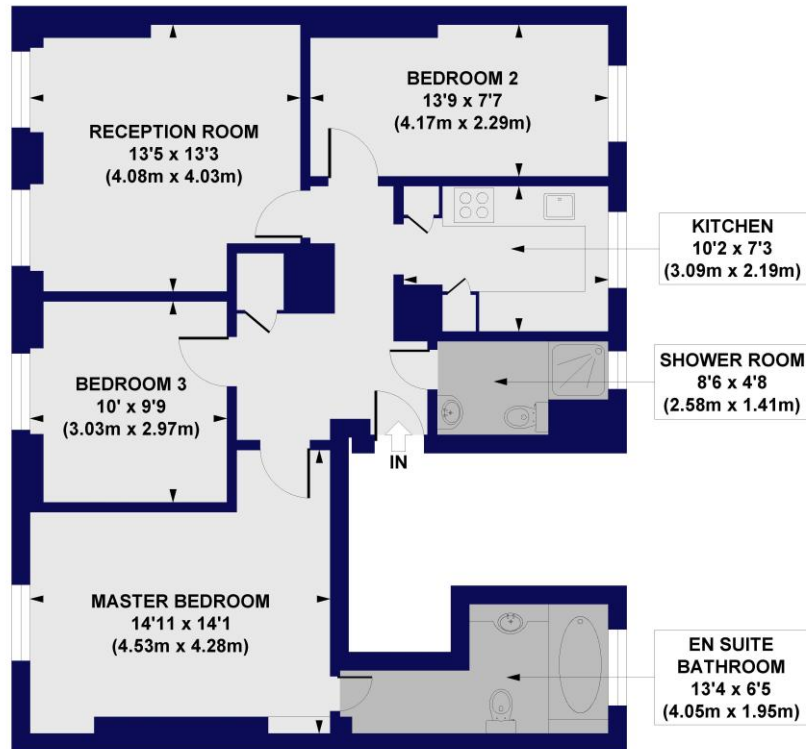 RECEPTION ROOM
13'5 x 13'3
(4.08m x 4.03m)
BEDROOM 2
13'9 x 7'7
(4.17m x 2.29m)
KITCHEN
10'2 x 7'3
(3.09m x 2.19m)
SHOWER ROOM
8'6 x 4'8
(2.58m x 1.41m)
BEDROOM 3
10' x 9'9
(3.03m x 2.97m)
IN
MASTER BEDROOM
14'11 x 14'1
(4.53m x 4.28m)
EN SUITE
BATHROOM
13'4 x 6'5
(4.05m x 1.95m)